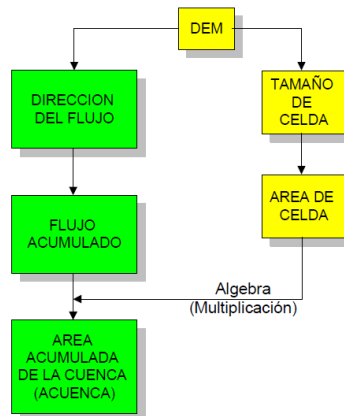 DEM
DIRECCION
DEL FLUJO
TAMAÑO
DE
CELDA
FLUJO
ACUMULADO
AREA DE
CELDA
Algebra
(Multiplicación)
AREA
ACUMULADA
DE LA CUENCA
(ACUENCA)